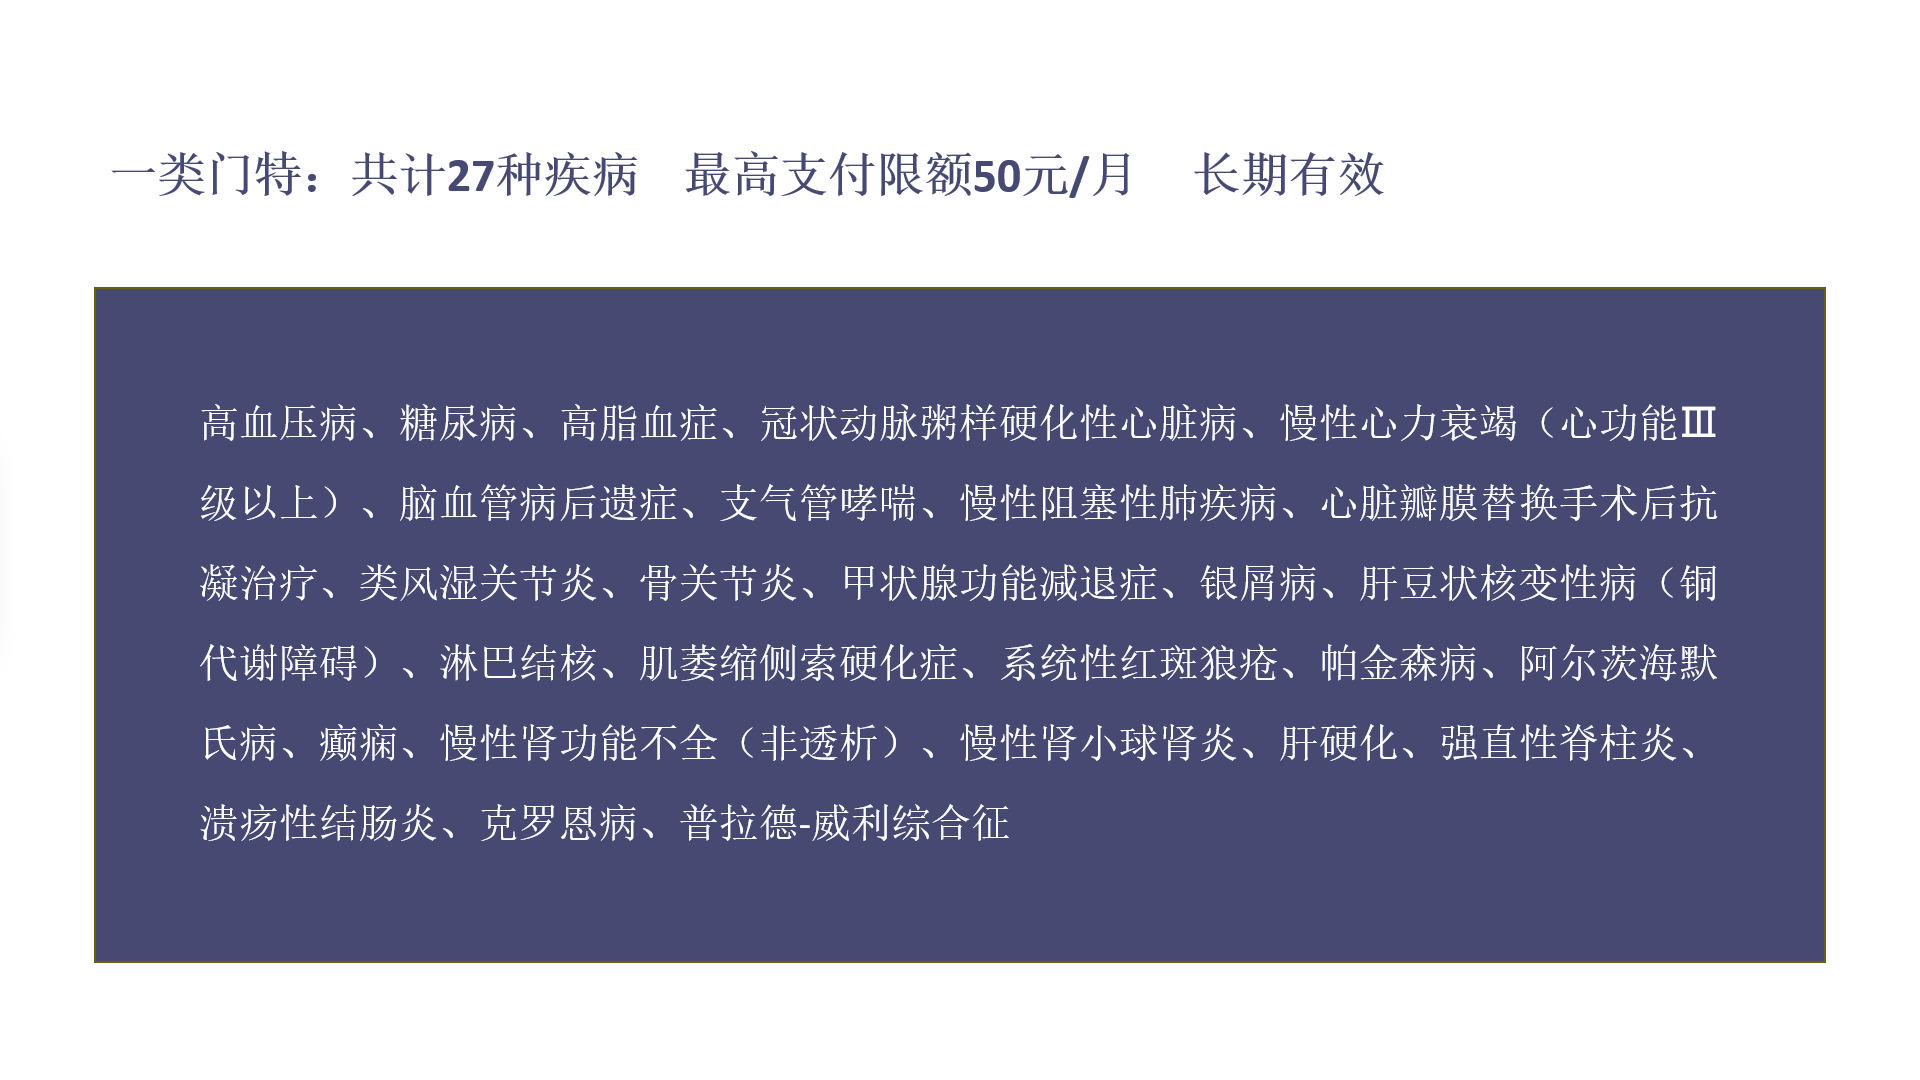 一类门特：共计27种疾病 最高支付限额50元/月 长期有效
高血压病、糖尿病、高脂血症、冠状动脉粥样硬化性心脏病、慢性心力衰竭（心功能Ⅲ
级以上）、脑血管病后遗症、支气管哮喘、慢性阻塞性肺疾病、心脏瓣膜替换手术后抗
凝治疗、类风湿关节炎、骨关节炎、甲状腺功能减退症、银屑病、肝豆状核变性病（铜
代谢障碍）、淋巴结核、肌萎缩侧索硬化症、系统性红斑狼疮、帕金森病、阿尔茨海默
氏病、癫痫、慢性肾功能不全（非透析）、慢性肾小球肾炎、肝硬化、强直性脊柱炎、
溃疡性结肠炎、克罗恩病、普拉德-威利综合征